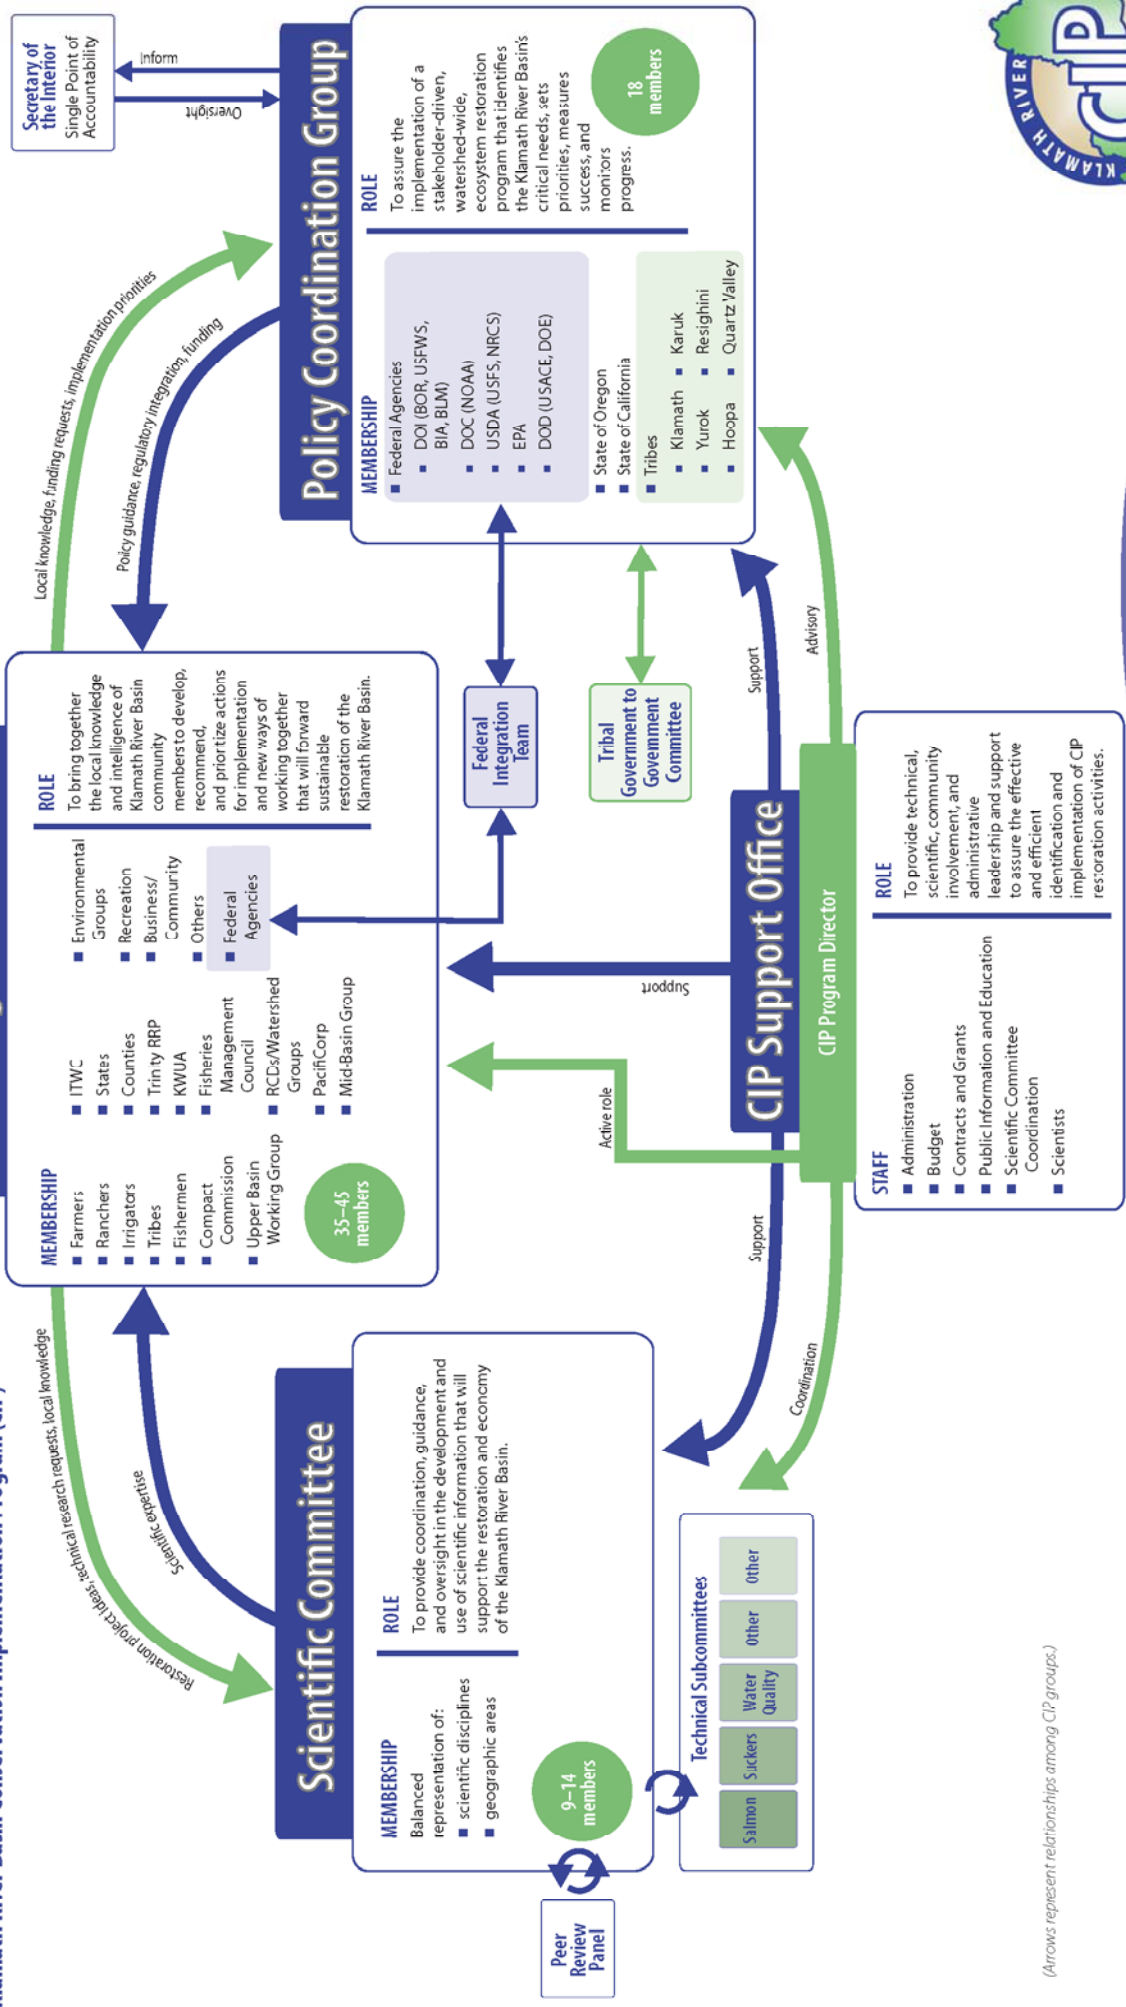 Klamath River Basin Conservation Implementation Program (CIP)
Restoration project ideas, technical research requests, local knowledge
Scientific expertise
Local knowledge, funding requests, implementation priorities
Policy guidance, regulatory integration, funding
MEMBERSHIP
Farmers
Ranchers
Irrigators
Tribes
Fishermen
Compact
Commission
Upper Basin
Working Group
ITWC
States
Counties
Trinity RRP
KWUA
Fisheries
Management
Council
RCDs/Watershed
Groups
PacifiCorp
Mid-Basin Group
Environmental
Groups
Recreation
Business/
Community
Others
Federal
Agencies
35–45
members
ROLE
To bring together
the local knowledge
and intelligence of
Klamath River Basin
community
members to develop,
recommend,
and prioritize actions
for implementation
and new ways of
working together
that will forward
sustainable
restoration of the
Klamath River Basin.
Secretary of
the Interior
Single Point of
Accountability
Oversight
Inform
Scientific Committee
MEMBERSHIP
Balanced
representation of:
scientific disciplines
geographic areas
9–14
members
ROLE
To provide coordination, guidance,
and oversight in the development and
use of scientific information that will
support the restoration and economy
of the Klamath River Basin.
Peer
Review
Panel
Technical Subcommittees
Salmon
Suckers
Water
Quality
Other
Other
Policy Coordination Group
MEMBERSHIP
Federal Agencies
DOI (BOR, USFWS,
BIA, BLM)
DOC (NOAA)
USDA (USFS, NRCS)
EPA
DOD (USACE, DOE)
State of Oregon
State of California
Tribes
Klamath
Yurok
Hoopa
Karuk
Resighini
Quartz Valley
ROLE
To assure the
implementation of a
stakeholder-driven,
watershed-wide,
ecosystem restoration
program that identifies
the Klamath River Basin's
critical needs, sets
priorities, measures
success, and
monitors
progress.
18
members
Federal
Integration
Team
Tribal
Government to
Government
Committee
Active role
Support
Support
Support
Coordination
Advisory
CIP Support Office
CIP Program Director
STAFF
Administration
Budget
Contracts and Grants
Public Information and Education
Scientific Committee
Coordination
Scientists
ROLE
To provide technical,
scientific, community
involvement, and
administrative
leadership and support
to assure the effective
and efficient
identification and
implementation of CIP
restoration activities.
(Arrows represent relationships among CIP groups.)
KLAMATH RIVER
CIP